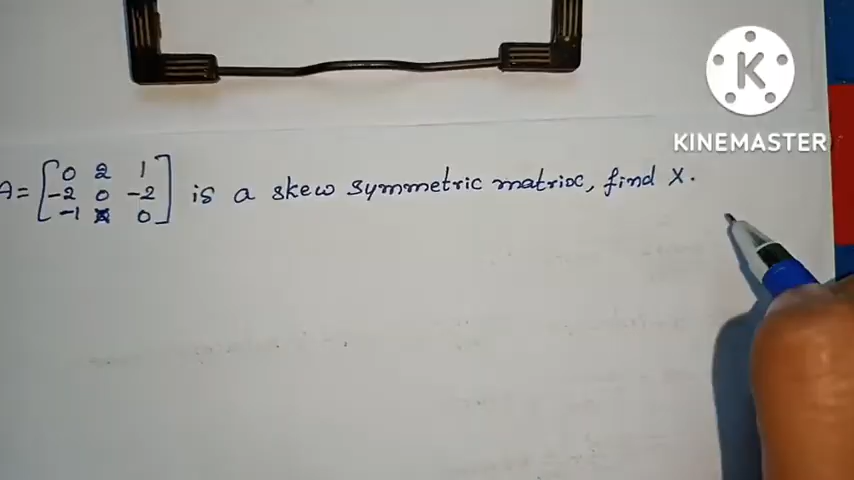 KINEMASTER
A = [ 0 2 1
-2 0 -2
-1 x 0 ] is a skew symmetric matrix, find x.